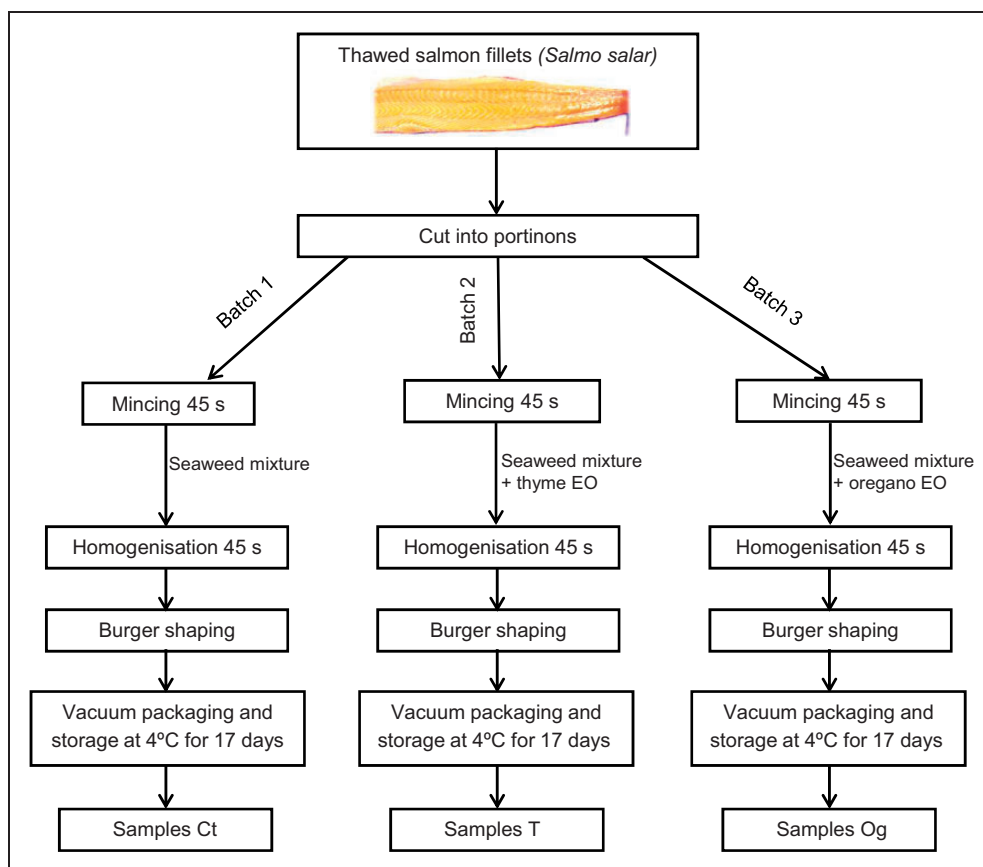 Thawed salmon fillets (Salmo salar)
Cut into portinons
Batch 1
Batch 2
Batch 3
Mincing 45 s
Mincing 45 s
Mincing 45 s
Seaweed mixture
Seaweed mixture
+ thyme EO
Seaweed mixture
+ oregano EO
Homogenisation 45 s
Homogenisation 45 s
Homogenisation 45 s
Burger shaping
Burger shaping
Burger shaping
Vacuum packaging and
storage at 4ºC for 17 days
Vacuum packaging and
storage at 4ºC for 17 days
Vacuum packaging and
storage at 4ºC for 17 days
Samples Ct
Samples T
Samples Og